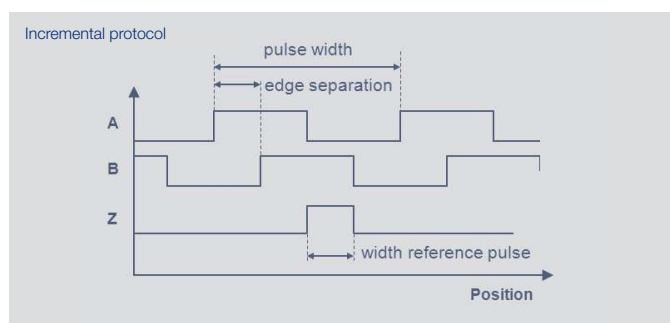 Incremental protocol
pulse width
edge separation
A
B
Z
width reference pulse
Position